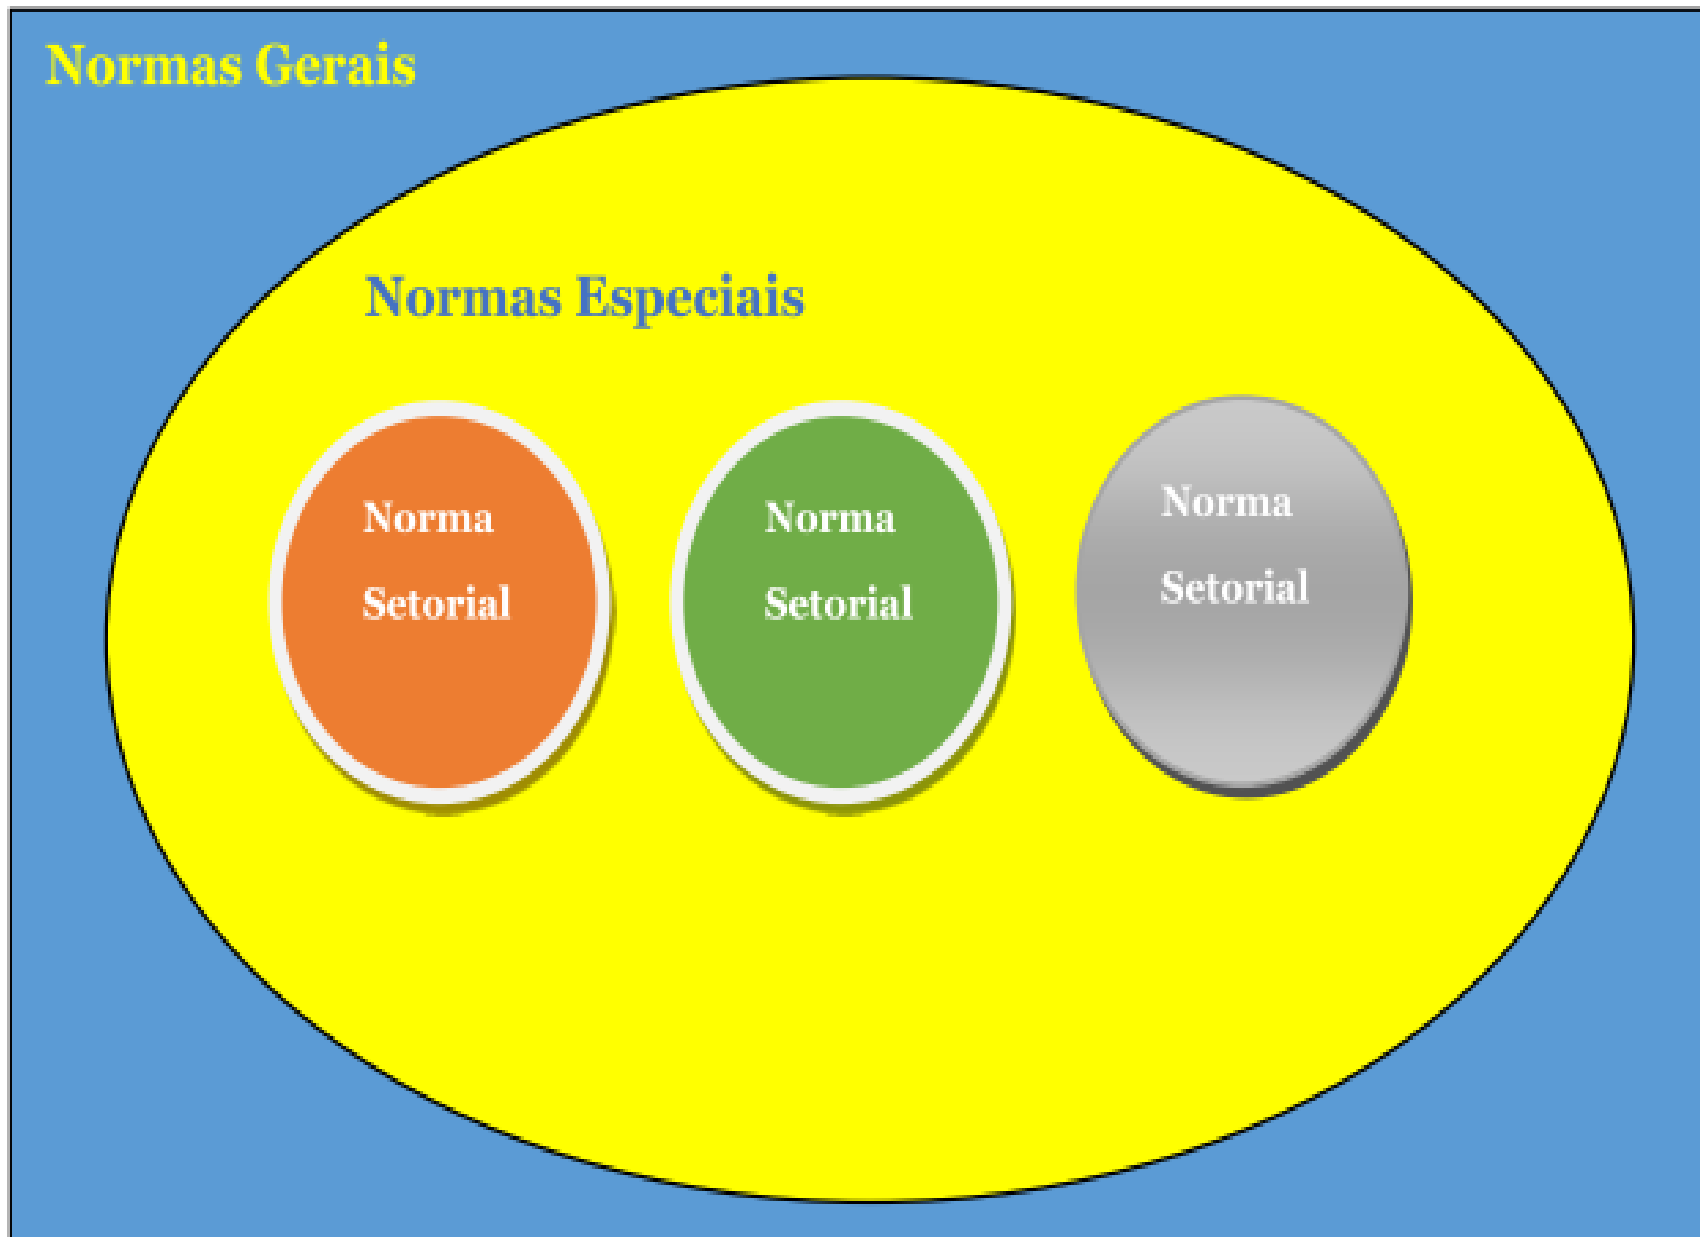 Normas Gerais
Normas Especiais
Norma
Setorial
Norma
Setorial
Norma
Setorial